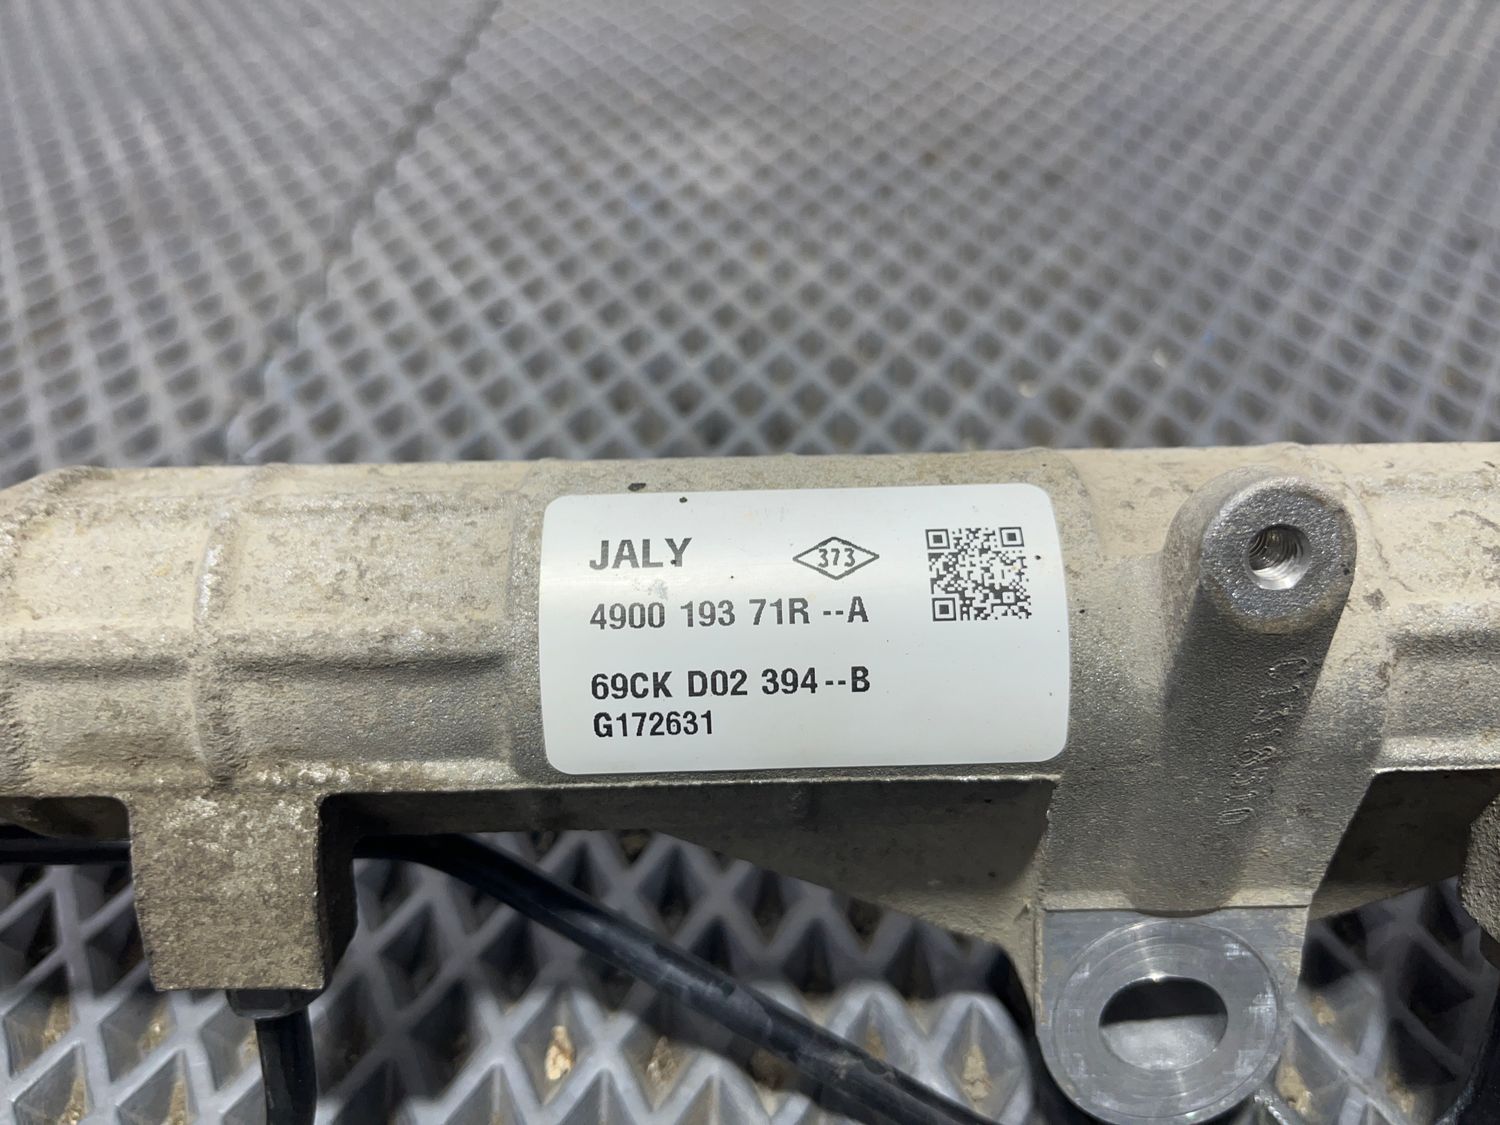 JALY 373
4900 193 71R --A
69CK D02 394--B
G172631